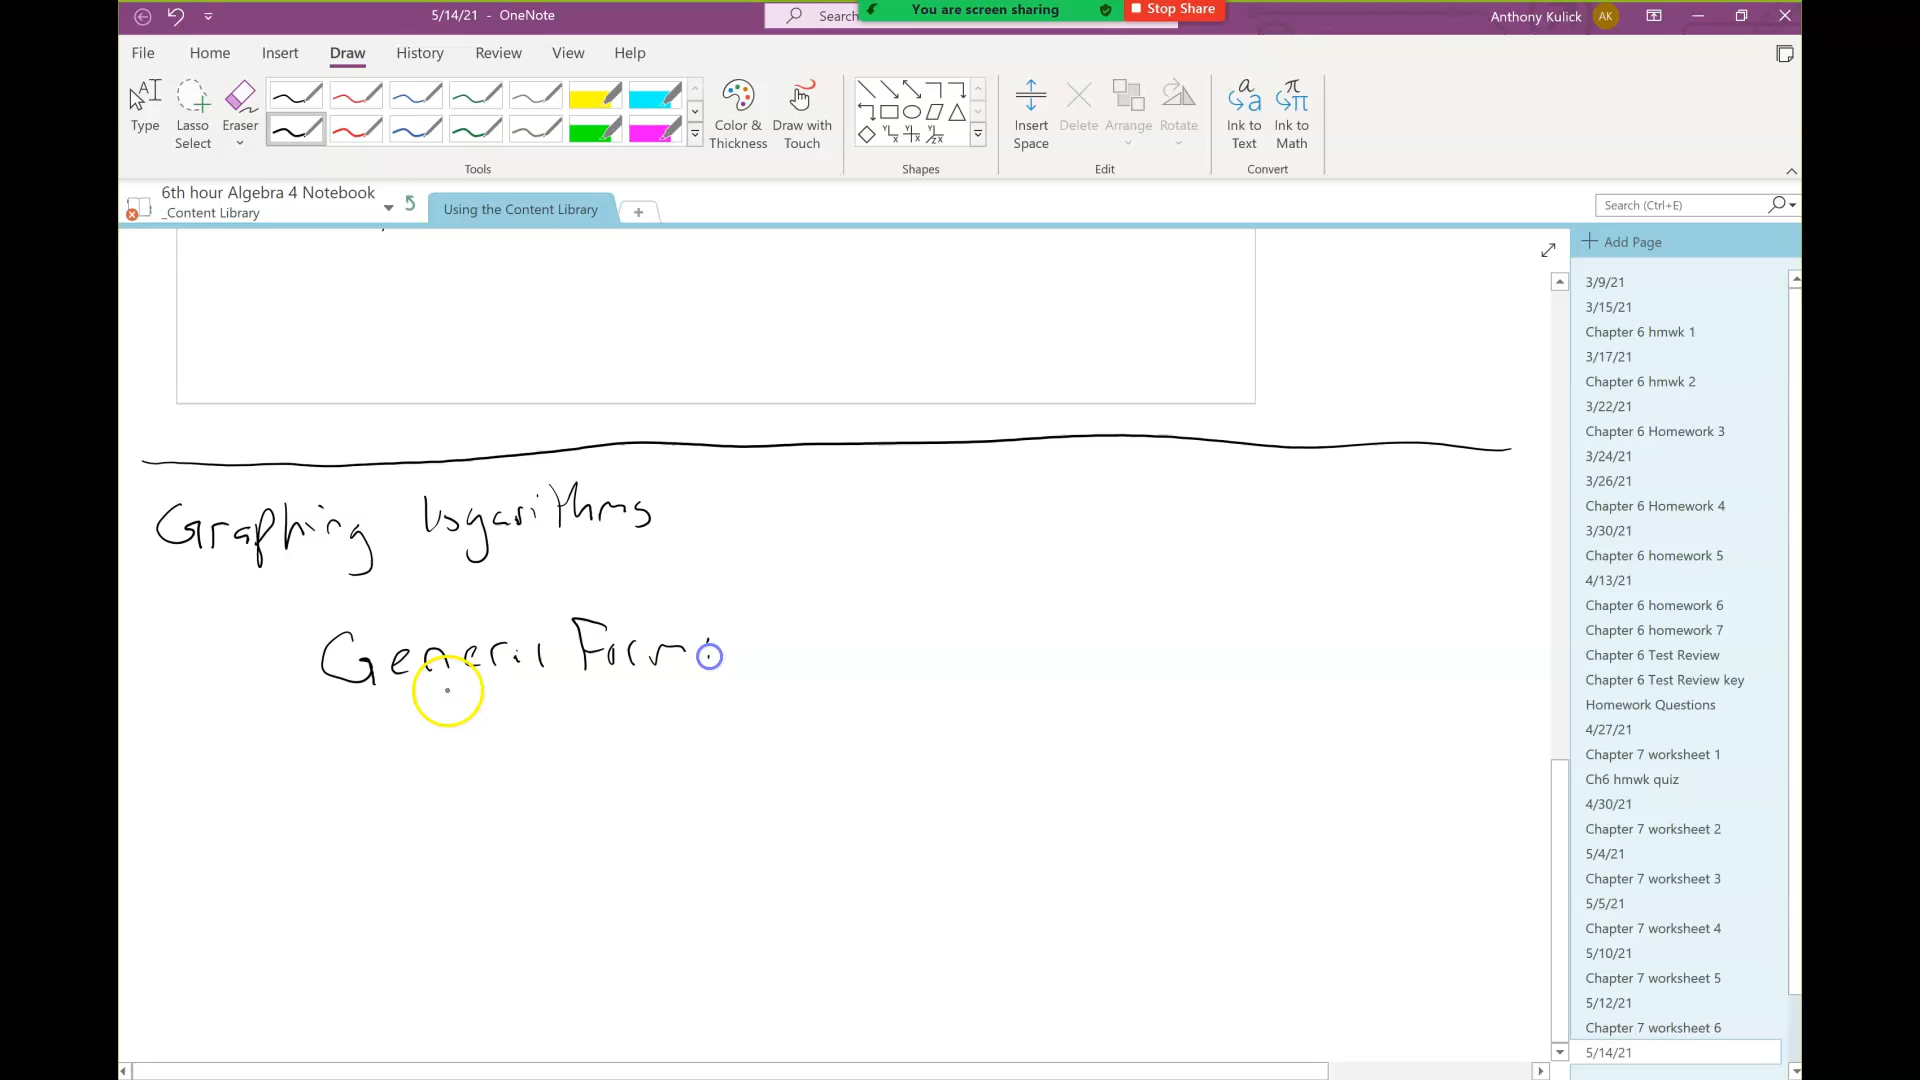 5/14/21 - OneNote
Search
You are screen sharing
Stop Share
Anthony Kulick
AK
File Home Insert Draw History Review View Help
Type
Lasso Select
Eraser
Color & Thickness
Draw with Touch
Insert Space
Delete
Arrange
Rotate
Ink to Text
Ink to Math
Tools
Shapes
Edit
Convert
6th hour Algebra 4 Notebook
_Content Library
Using the Content Library
Search (Ctrl+E)
Add Page
Graphing Logarithms
General Form:
3/9/21
3/15/21
Chapter 6 hmwk 1
3/17/21
Chapter 6 hmwk 2
3/22/21
Chapter 6 Homework 3
3/24/21
3/26/21
Chapter 6 Homework 4
3/30/21
Chapter 6 homework 5
4/13/21
Chapter 6 homework 6
Chapter 6 homework 7
Chapter 6 Test Review
Chapter 6 Test Review key
Homework Questions
4/27/21
Chapter 7 worksheet 1
Ch6 hmwk quiz
4/30/21
Chapter 7 worksheet 2
5/4/21
Chapter 7 worksheet 3
5/5/21
Chapter 7 worksheet 4
5/10/21
Chapter 7 worksheet 5
5/12/21
Chapter 7 worksheet 6
5/14/21